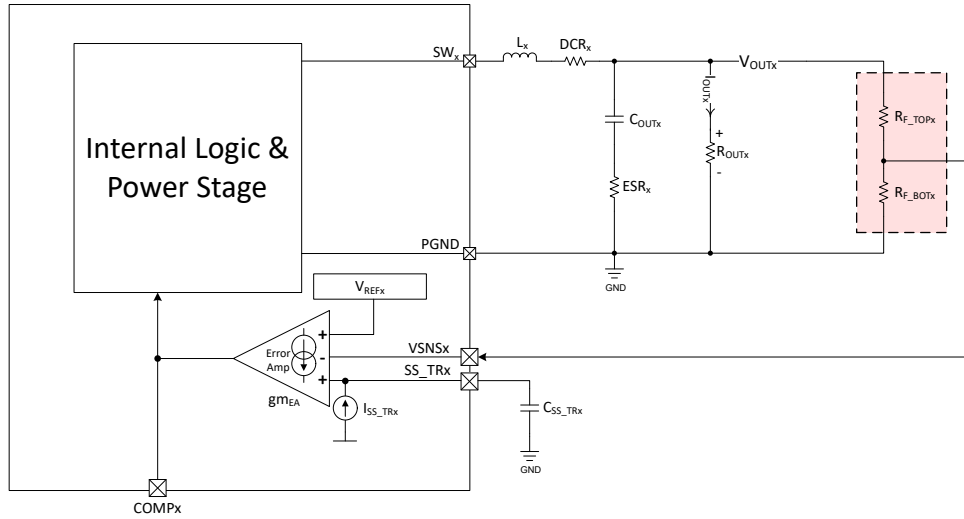 SWx
Lx
DCRx
VOUTx
IOUTx
COUTx
+
ROUTx
-
ESRx
RF_TOPx
RF_BOTx
Internal Logic &
Power Stage
PGND
GND
VREFx
+
-
+
Error
Amp
gmEA
VSNSx
SS_TRx
ISS_TRx
CSS_TRx
GND
COMPx